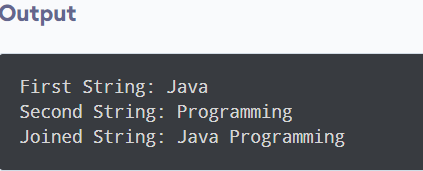 Output
First String: Java
Second String: Programming
Joined String: Java Programming